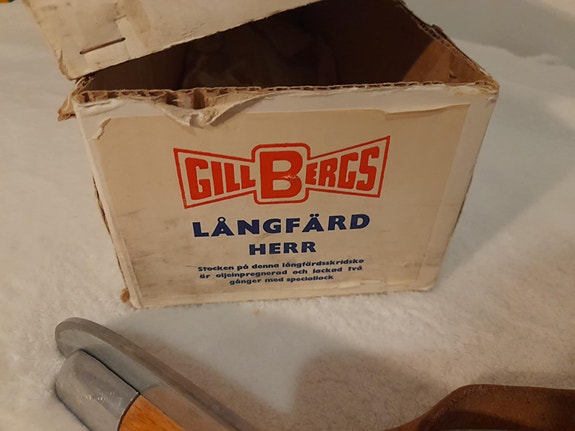 GILLBERGS
LÅNGFÄRD
HERR
Stocken på denna långfärdsskridsko
är oljeimpregnerad och lackad två
gånger med speciallack